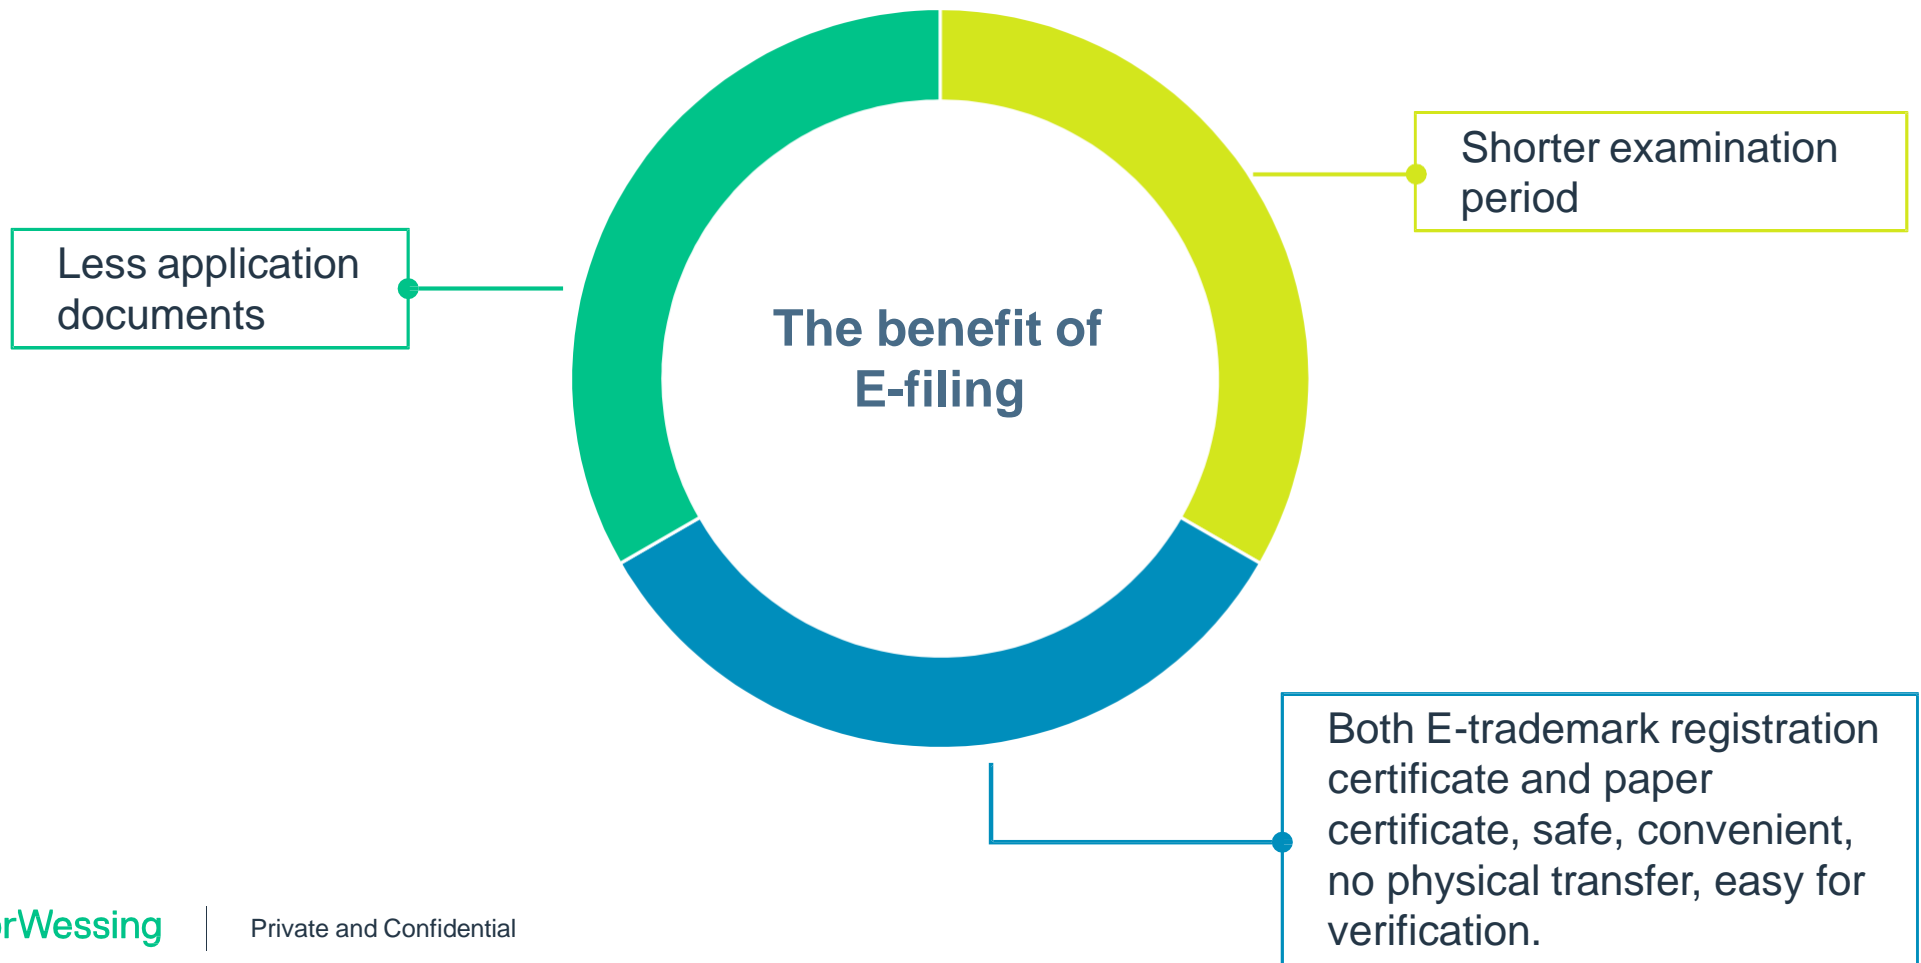 Shorter examination
period
Less application
documents
The benefit of
E-filing
Both E-trademark registration
certificate and paper
certificate, safe, convenient,
no physical transfer, easy for
verification.
rWessing
Private and Confidential